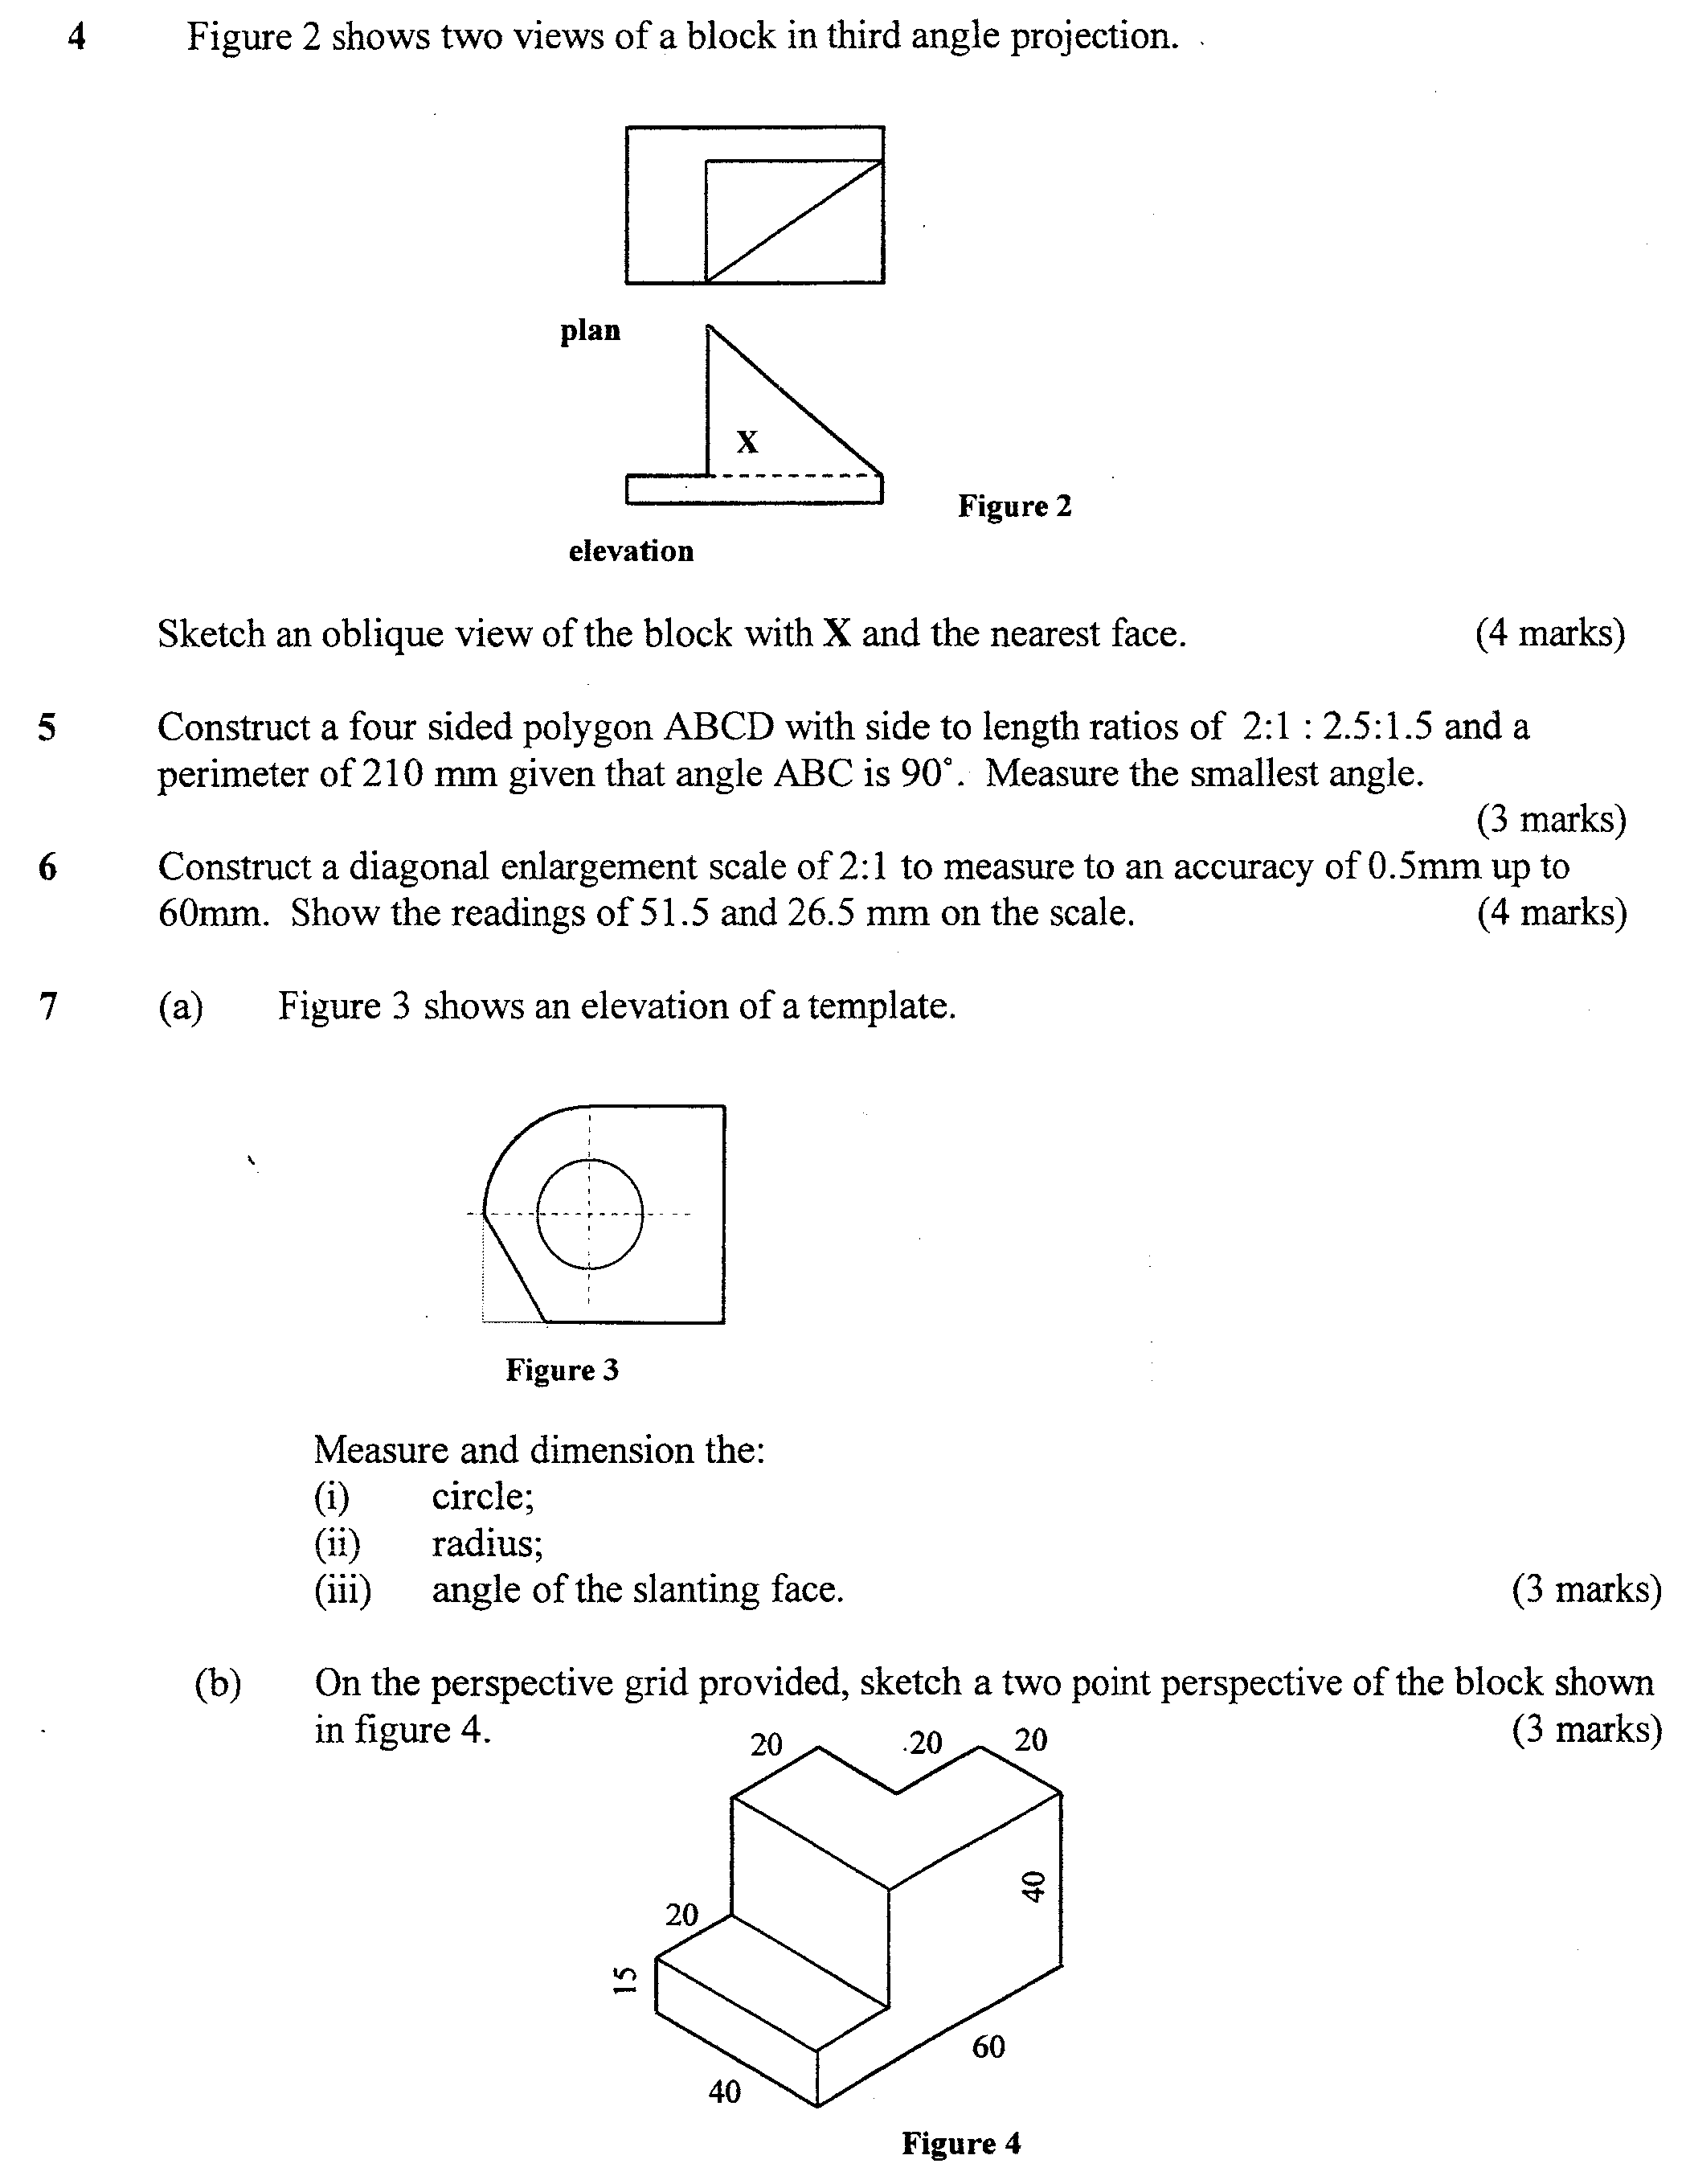 4 Figure 2 shows two views of a block in third angle projection.
plan
X
Figure 2
elevation
Sketch an oblique view of the block with X and the nearest face. (4 marks)
5 Construct a four sided polygon ABCD with side to length ratios of 2:1 : 2.5:1.5 and a
perimeter of 210 mm given that angle ABC is 90°. Measure the smallest angle.
(3 marks)
6 Construct a diagonal enlargement scale of 2:1 to measure to an accuracy of 0.5mm up to
60mm. Show the readings of 51.5 and 26.5 mm on the scale. (4 marks)
7 (a) Figure 3 shows an elevation of a template.
Figure 3
Measure and dimension the:
(i) circle;
(ii) radius;
(iii) angle of the slanting face. (3 marks)
(b) On the perspective grid provided, sketch a two point perspective of the block shown
in figure 4. (3 marks)
20 20 20
40
20
15
60
40
Figure 4